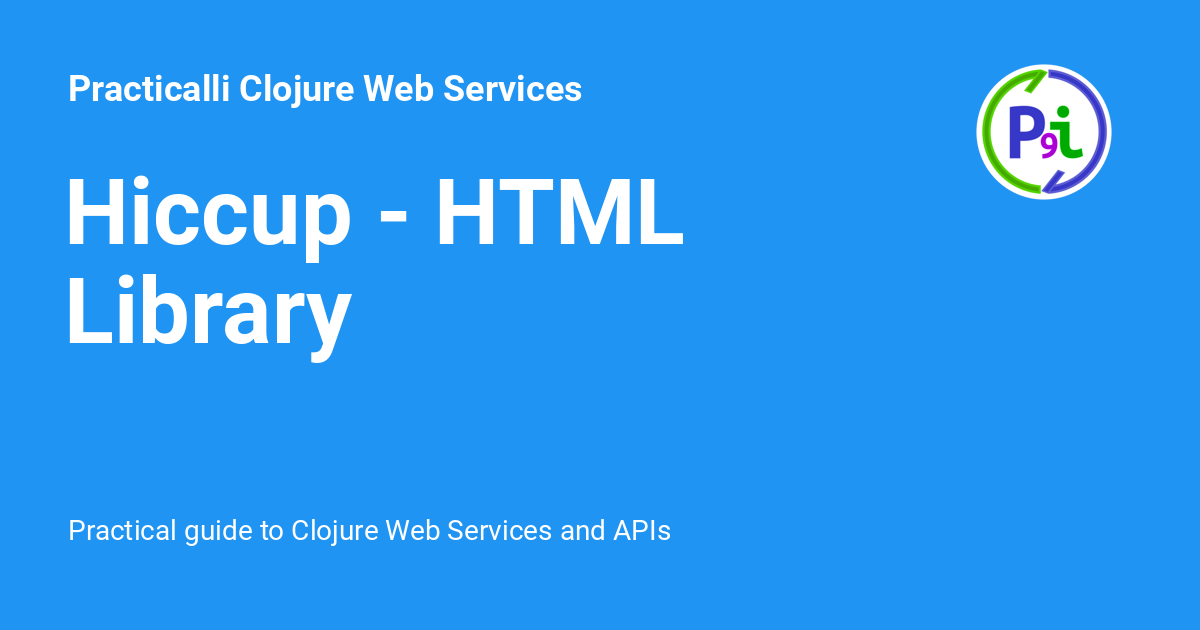 Practicalli Clojure Web Services
Hiccup - HTML
Library
P9i
Practical guide to Clojure Web Services and APIs